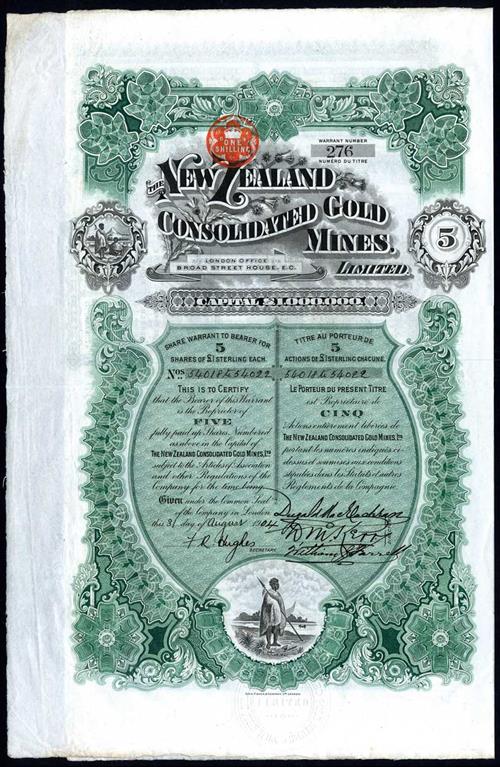 ONE
SHILLING
WARRANT NUMBER
276
NUMÉRO DU TITRE
THE NEW ZEALAND
CONSOLIDATED GOLD
MINES,
LIMITED.
5
LONDON OFFICE
BROAD STREET HOUSE, E.C.
CAPITAL £1,000,000.
SHARE WARRANT TO BEARER FOR
5
SHARES OF £1 STERLING EACH.
Nos 54018 54022
THIS IS TO CERTIFY
that the Bearer of this Warrant
is the Proprietor of
FIVE
fully paid up Shares Numbered
as above in the Capital of
THE NEW ZEALAND CONSOLIDATED GOLD MINES, Ltd
subject to the Articles of Association
and other Regulations of the
Company for the time being.
Given under the Common Seal
of the Company in London
this 31 day of August 1904
F R Hughes
SECRETARY.
TITRE AU PORTEUR DE
5
ACTIONS DE £1 STERLING CHACUNE.
54018 54022
LE PORTEUR DU PRESENT TITRE
est Propriétaire de
CINQ
Actions entièrement libérées de
THE NEW ZEALAND CONSOLIDATED GOLD MINES, Ltd
portant les numéros indiqués ci-
dessus et soumises aux conditions
stipulées dans les Statuts et autres
Règlements de la Compagnie.
LIMITED